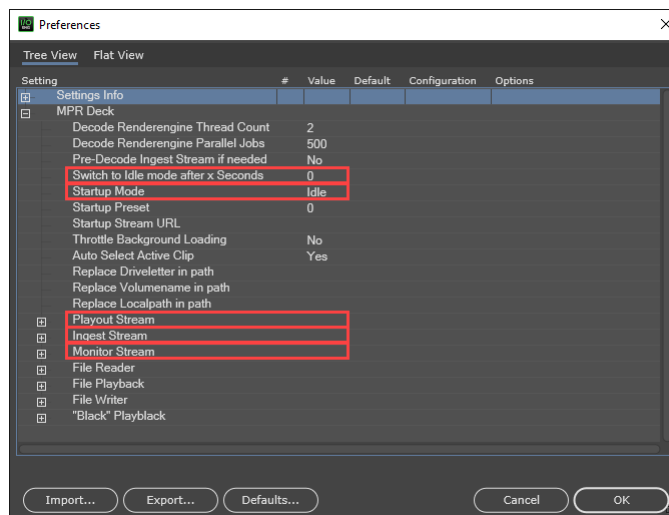 Preferences
Tree View Flat View
Setting # Value Default Configuration Options
Settings Info
MPR Deck
Decode Renderengine Thread Count 2
Decode Renderengine Parallel Jobs 500
Pre-Decode Ingest Stream if needed No
Switch to Idle mode after x Seconds 0
Startup Mode Idle
Startup Preset 0
Startup Stream URL
Throttle Background Loading No
Auto Select Active Clip Yes
Replace Driveletter in path
Replace Volumename in path
Replace Localpath in path
Playout Stream
Ingest Stream
Monitor Stream
File Reader
File Playback
File Writer
"Black" Playblack
Import... Export... Defaults... Cancel OK